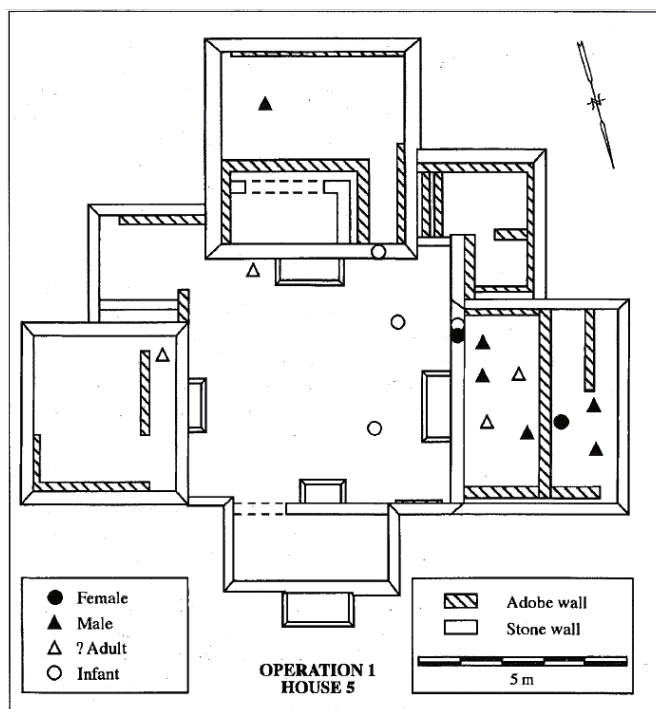 N
Female
Male
? Adult
Infant
OPERATION 1
HOUSE 5
Adobe wall
Stone wall
5 m